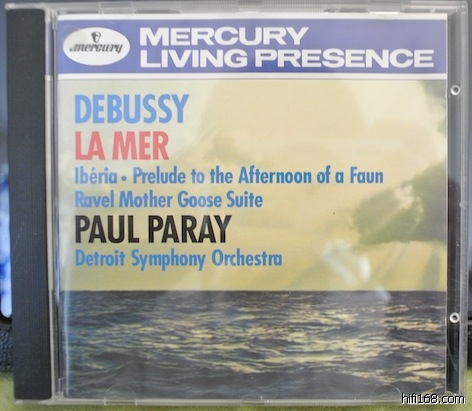 mercury
MERCURY
LIVING PRESENCE
DEBUSSY
LA MER
Ibéria • Prelude to the Afternoon of a Faun
Ravel Mother Goose Suite
PAUL PARAY
Detroit Symphony Orchestra
hifi168.com